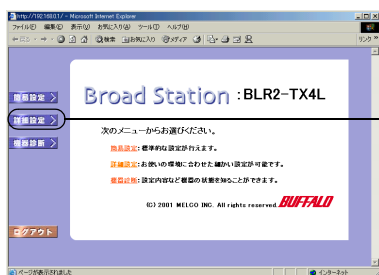 http://192.168.0.1/ - Microsoft Internet Explorer
ファイル(F) 編集(E) 表示(V) お気に入り(A) ツール(T) ヘルプ(H)
戻る 検索 お気に入り メディア
リンク
簡易設定
詳細設定
機器診断
ログアウト
Broad Station :BLR2-TX4L
次のメニューからお選びください。
簡易設定:標準的な設定が行えます。
詳細設定:お使いの環境に合わせた細かい設定が可能です。
機器診断:設定内容など機器の状態を知ることができます。
(C) 2001 MELCO INC. All rights reserved. BUFFALO
ページが表示されました
インターネット